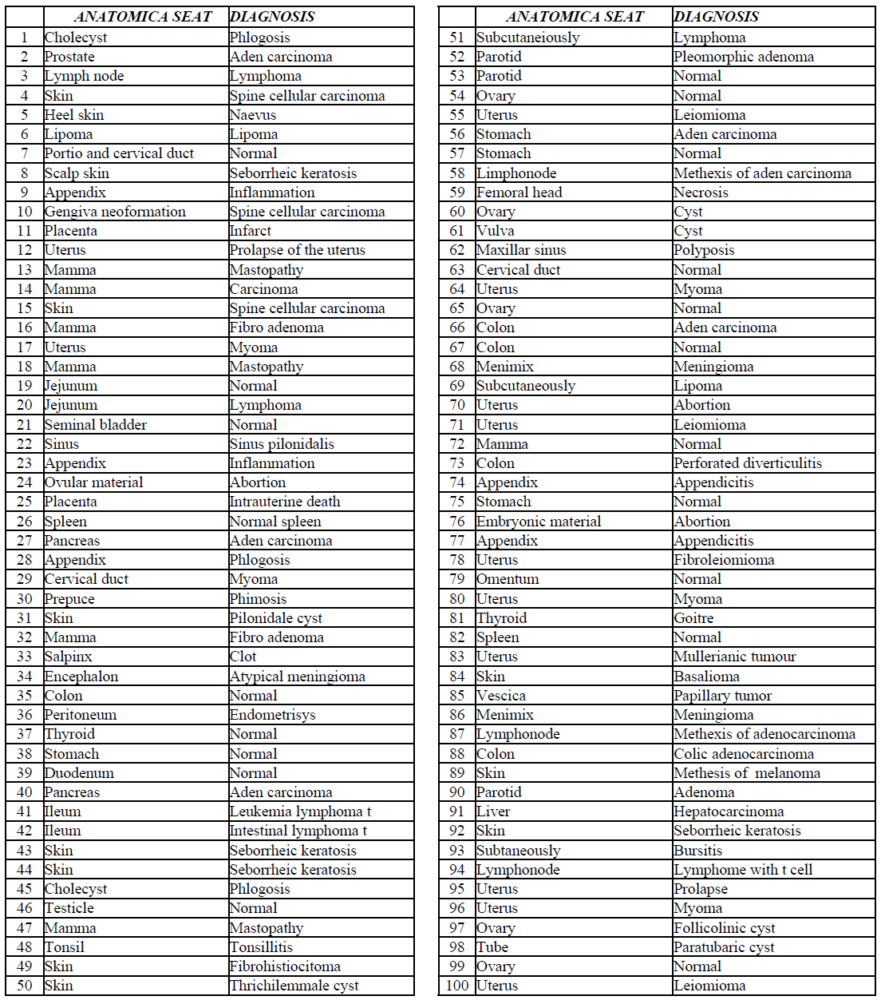 ANATOMICA SEAT DIAGNOSIS
1 Cholecyst Phlogosis
2 Prostate Aden carcinoma
3 Lymph node Lymphoma
4 Skin Spine cellular carcinoma
5 Heel skin Naevus
6 Lipoma Lipoma
7 Portio and cervical duct Normal
8 Scalp skin Seborrheic keratosis
9 Appendix Inflammation
10 Gengiva neoformation Spine cellular carcinoma
11 Placenta Infarct
12 Uterus Prolapse of the uterus
13 Mamma Mastopathy
14 Mamma Carcinoma
15 Skin Spine cellular carcinoma
16 Mamma Fibro adenoma
17 Uterus Myoma
18 Mamma Mastopathy
19 Jejunum Normal
20 Jejunum Lymphoma
21 Seminal bladder Normal
22 Sinus Sinus pilonidalis
23 Appendix Inflammation
24 Ovular material Abortion
25 Placenta Intrauterine death
26 Spleen Normal spleen
27 Pancreas Aden carcinoma
28 Appendix Phlogosis
29 Cervical duct Myoma
30 Prepuce Phimosis
31 Skin Pilonidale cyst
32 Mamma Fibro adenoma
33 Salpinx Clot
34 Encephalon Atypical meningioma
35 Colon Normal
36 Peritoneum Endometrisys
37 Thyroid Normal
38 Stomach Normal
39 Duodenum Normal
40 Pancreas Aden carcinoma
41 Ileum Leukemia lymphoma t
42 Ileum Intestinal lymphoma t
43 Skin Seborrheic keratosis
44 Skin Seborrheic keratosis
45 Cholecyst Phlogosis
46 Testicle Normal
47 Mamma Mastopathy
48 Tonsil Tonsillitis
49 Skin Fibrohistiocitoma
50 Skin Thrichilemmale cyst
ANATOMICA SEAT DIAGNOSIS
51 Subcutaneiously Lymphoma
52 Parotid Pleomorphic adenoma
53 Parotid Normal
54 Ovary Normal
55 Uterus Leiomioma
56 Stomach Aden carcinoma
57 Stomach Normal
58 Limphonode Methexis of aden carcinoma
59 Femoral head Necrosis
60 Ovary Cyst
61 Vulva Cyst
62 Maxillar sinus Polyposis
63 Cervical duct Normal
64 Uterus Myoma
65 Ovary Normal
66 Colon Aden carcinoma
67 Colon Normal
68 Menimix Meningioma
69 Subcutaneously Lipoma
70 Uterus Abortion
71 Uterus Leiomioma
72 Mamma Normal
73 Colon Perforated diverticulitis
74 Appendix Appendicitis
75 Stomach Normal
76 Embryonic material Abortion
77 Appendix Appendicitis
78 Uterus Fibroleiomioma
79 Omentum Normal
80 Uterus Myoma
81 Thyroid Goitre
82 Spleen Normal
83 Uterus Mullerianic tumour
84 Skin Basalioma
85 Vescica Papillary tumor
86 Menimix Meningioma
87 Lymphonode Methexis of adenocarcinoma
88 Colon Colic adenocarcinoma
89 Skin Methesis of melanoma
90 Parotid Adenoma
91 Liver Hepatocarcinoma
92 Skin Seborrheic keratosis
93 Subtaneously Bursitis
94 Lymphonode Lymphome with t cell
95 Uterus Prolapse
96 Uterus Myoma
97 Ovary Follicolinic cyst
98 Tube Paratubaric cyst
99 Ovary Normal
100 Uterus Leiomioma